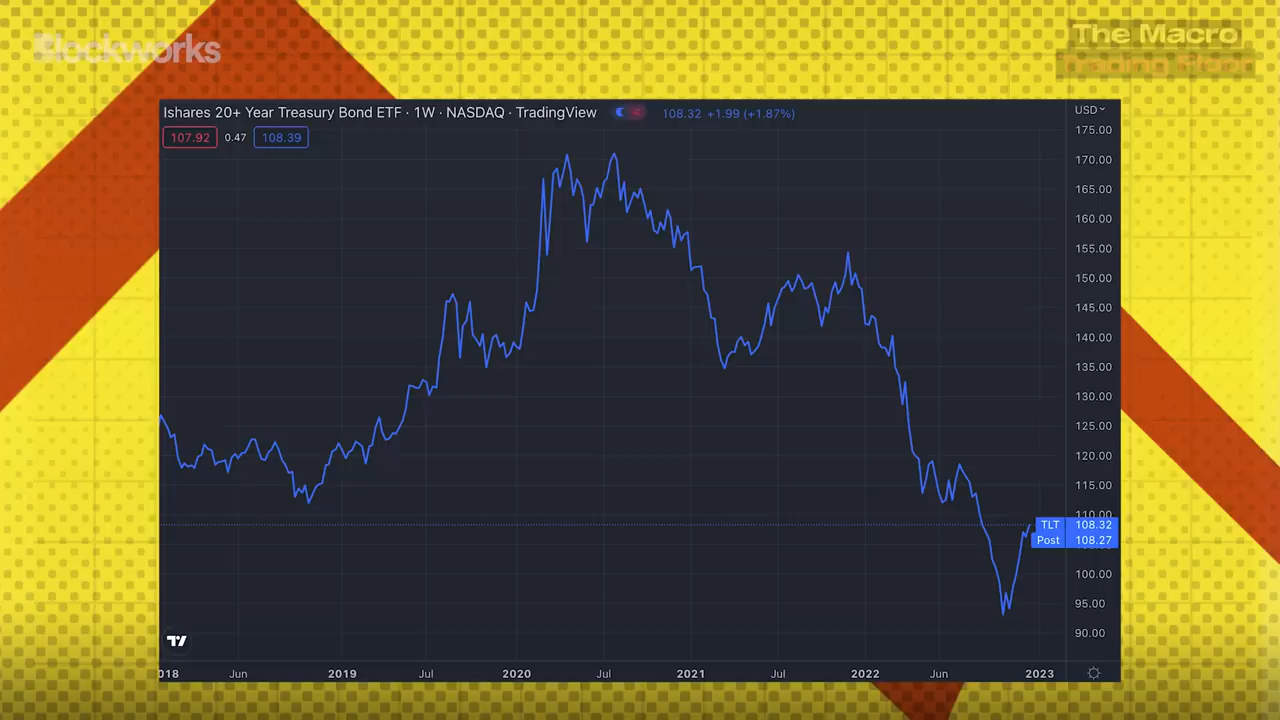 Blockworks
The Macro
Trading Floor
Ishares 20+ Year Treasury Bond ETF · 1W · NASDAQ · TradingView
108.32 +1.99 (+1.87%)
USD
107.92 0.47 108.39
175.00
170.00
165.00
160.00
155.00
150.00
145.00
140.00
135.00
130.00
125.00
120.00
115.00
110.00
TLT 108.32
Post 108.27
100.00
95.00
90.00
018 Jun 2019 Jul 2020 Jul 2021 Jul 2022 Jun 2023